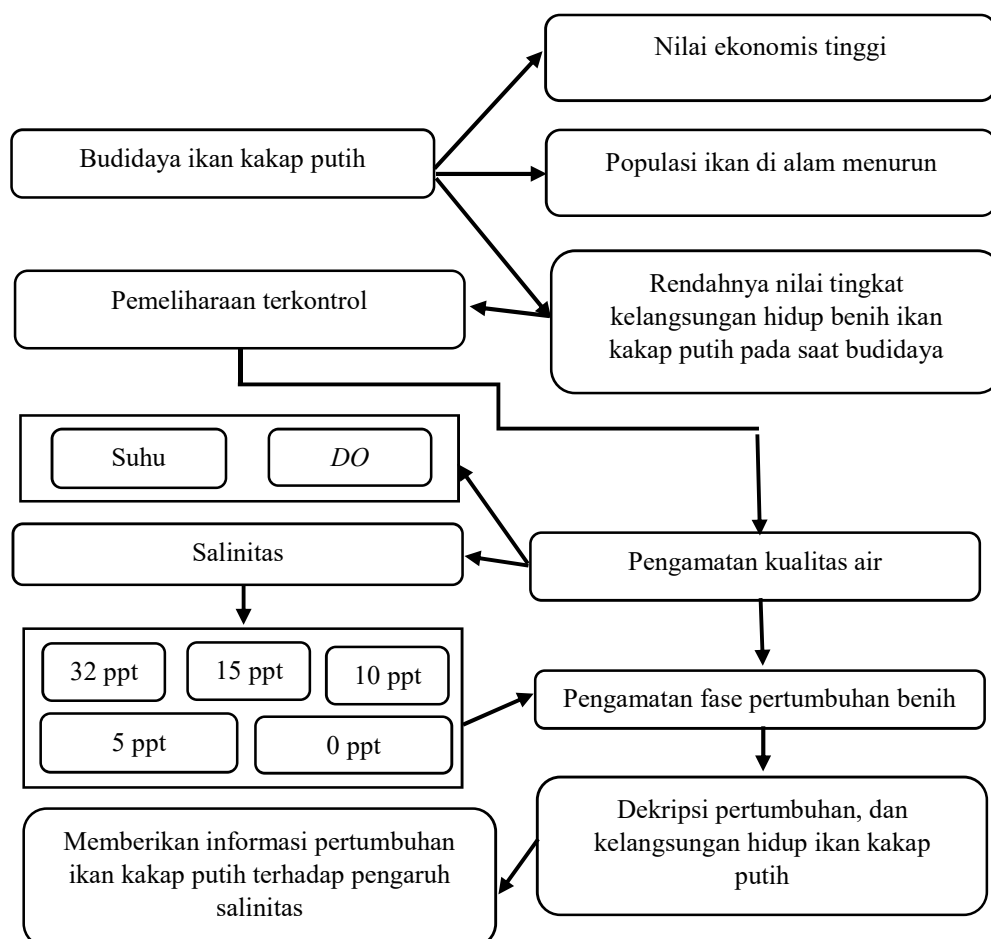 Nilai ekonomis tinggi
Budidaya ikan kakap putih
Populasi ikan di alam menurun
Pemeliharaan terkontrol
Rendahnya nilai tingkat
kelangsungan hidup benih ikan
kakap putih pada saat budidaya
Suhu
DO
Salinitas
Pengamatan kualitas air
32 ppt
15 ppt
10 ppt
5 ppt
0 ppt
Pengamatan fase pertumbuhan benih
Dekripsi pertumbuhan, dan
kelangsungan hidup ikan kakap
putih
Memberikan informasi pertumbuhan
ikan kakap putih terhadap pengaruh
salinitas